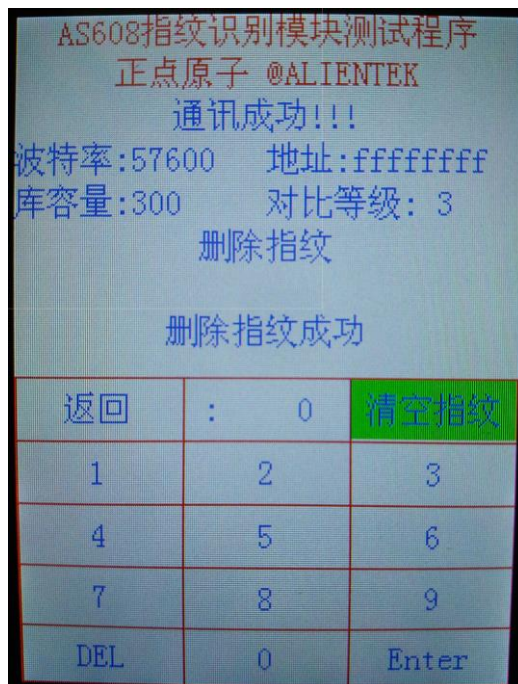 AS608指纹识别模块测试程序
正点原子 @ALIENTEK
通讯成功!!!
波特率:57600 地址:ffffffff
库容量:300 对比等级: 3
删除指纹
删除指纹成功
返回 : 0 清空指纹
1 2 3
4 5 6
7 8 9
DEL 0 Enter